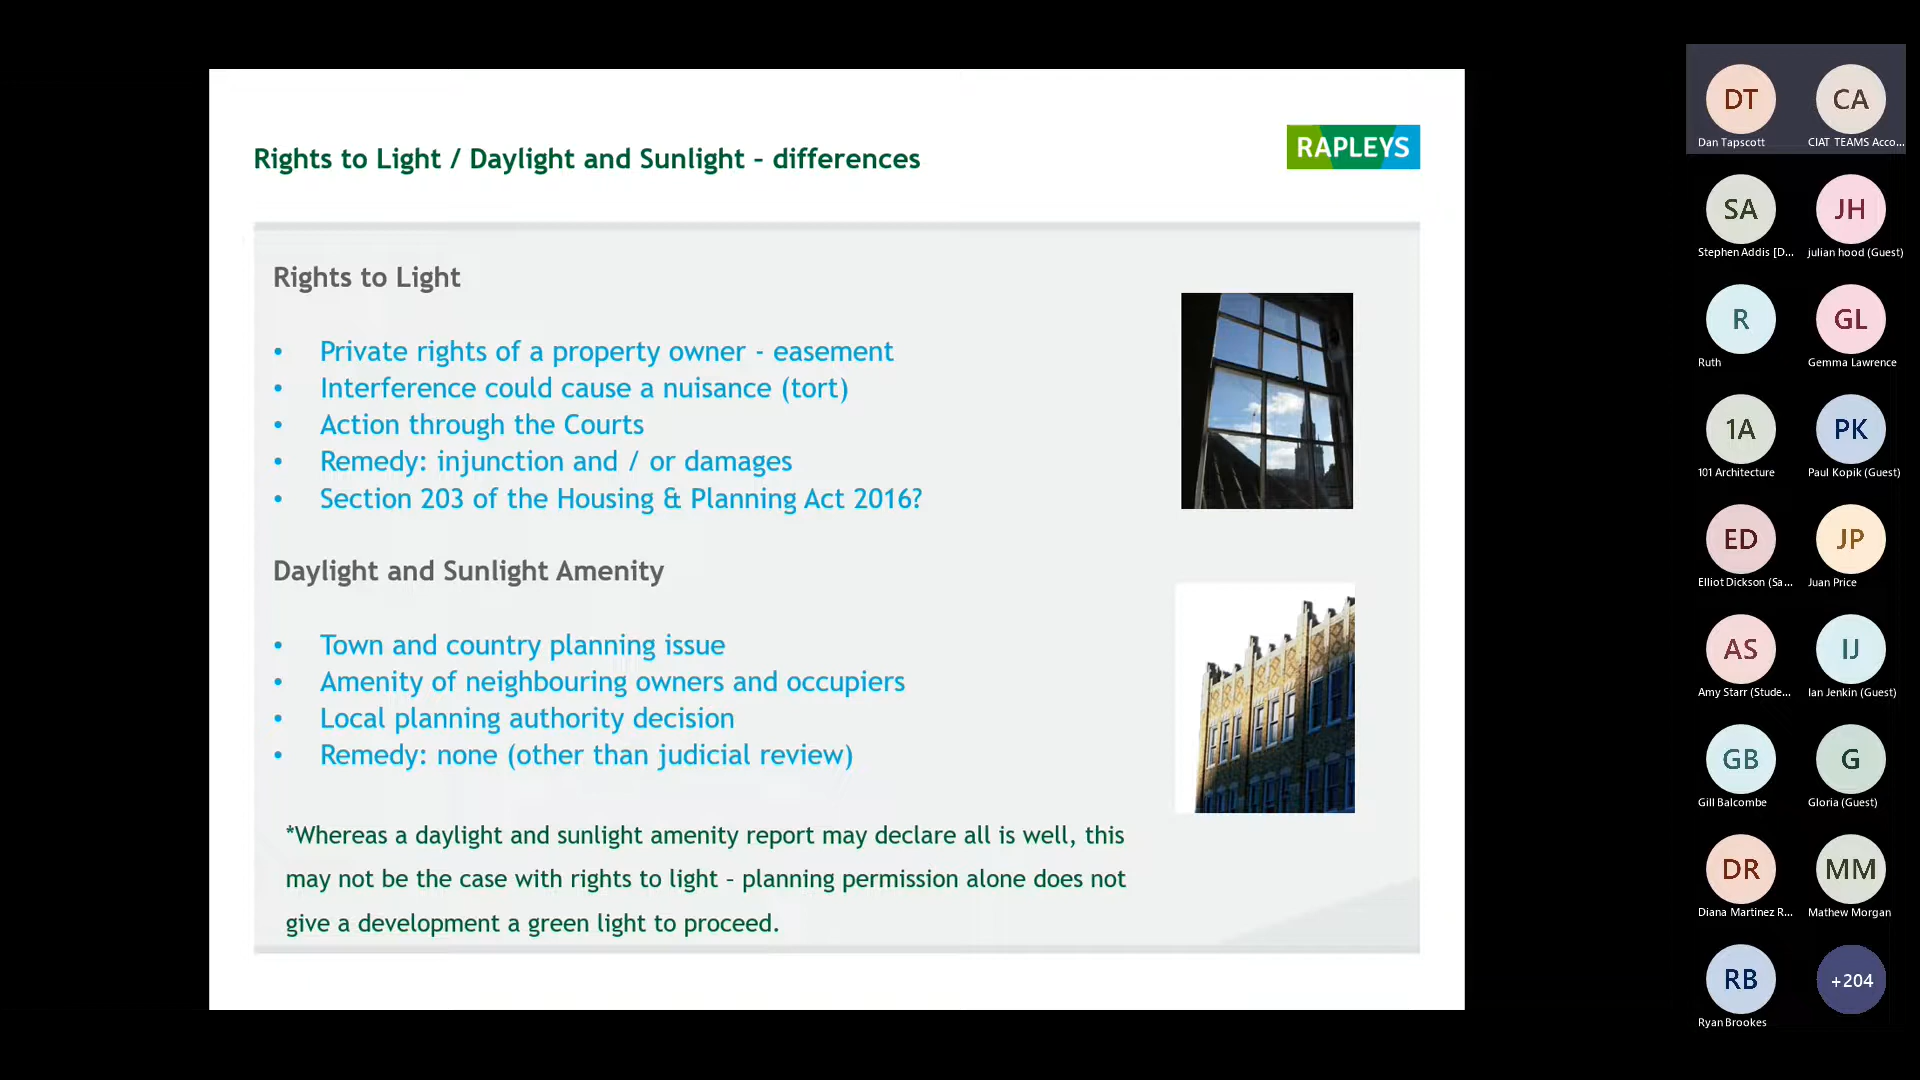 Rights to Light / Daylight and Sunlight – differences
RAPLEYS
Rights to Light
• Private rights of a property owner - easement
• Interference could cause a nuisance (tort)
• Action through the Courts
• Remedy: injunction and / or damages
• Section 203 of the Housing & Planning Act 2016?
Daylight and Sunlight Amenity
• Town and country planning issue
• Amenity of neighbouring owners and occupiers
• Local planning authority decision
• Remedy: none (other than judicial review)
*Whereas a daylight and sunlight amenity report may declare all is well, this
may not be the case with rights to light – planning permission alone does not
give a development a green light to proceed.
DT CA
Dan Tapscott CIAT TEAMS Acco...
SA JH
Stephen Addis [D... julian hood (Guest)
R GL
Ruth Gemma Lawrence
1A PK
101 Architecture Paul Kopik (Guest)
ED JP
Elliot Dickson (Sa... Juan Price
AS IJ
Amy Starr (Stude... Ian Jenkin (Guest)
GB G
Gill Balcombe Gloria (Guest)
DR MM
Diana Martinez R... Mathew Morgan
RB +204
Ryan Brookes